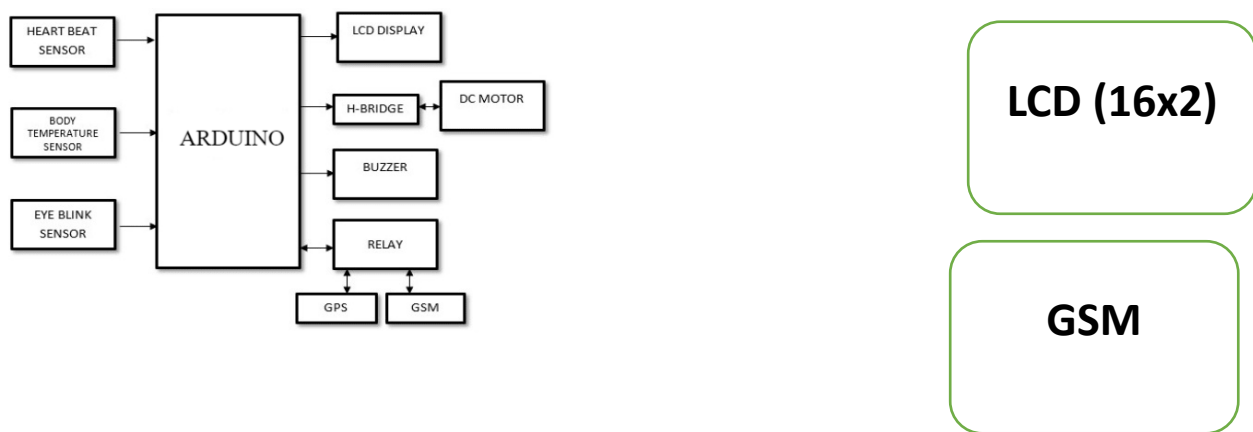 HEART BEAT
SENSOR
BODY
TEMPERATURE
SENSOR
EYE BLINK
SENSOR
ARDUINO
LCD DISPLAY
H-BRIDGE
DC MOTOR
BUZZER
RELAY
GPS
GSM
LCD (16x2)
GSM